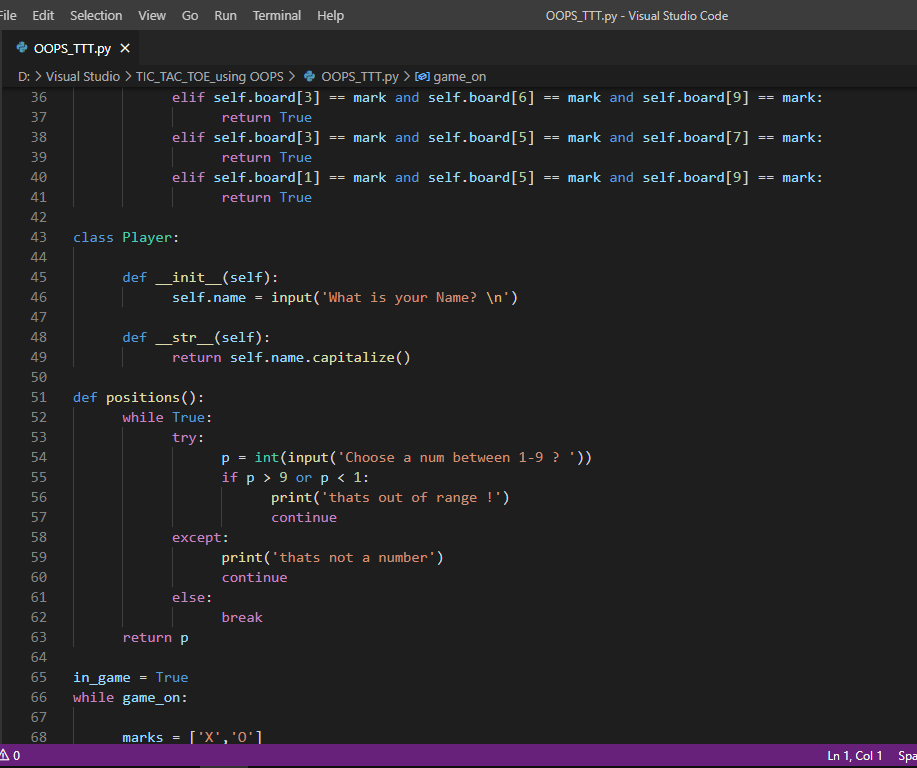 File Edit Selection View Go Run Terminal Help OOPS_TTT.py - Visual Studio Code
OOPS_TTT.py ×
D: > Visual Studio > TIC_TAC_TOE_using OOPS > OOPS_TTT.py > game_on
36 elif self.board[3] == mark and self.board[6] == mark and self.board[9] == mark:
37 return True
38 elif self.board[3] == mark and self.board[5] == mark and self.board[7] == mark:
39 return True
40 elif self.board[1] == mark and self.board[5] == mark and self.board[9] == mark:
41 return True
42
43 class Player:
44
45 def __init__(self):
46 self.name = input('What is your Name? \n')
47
48 def __str__(self):
49 return self.name.capitalize()
50
51 def positions():
52 while True:
53 try:
54 p = int(input('Choose a num between 1-9 ? '))
55 if p > 9 or p < 1:
56 print('thats out of range !')
57 continue
58 except:
59 print('thats not a number')
60 continue
61 else:
62 break
63 return p
64
65 in_game = True
66 while game_on:
67
68 marks = ['X','O']
0 Ln 1, Col 1 Spa